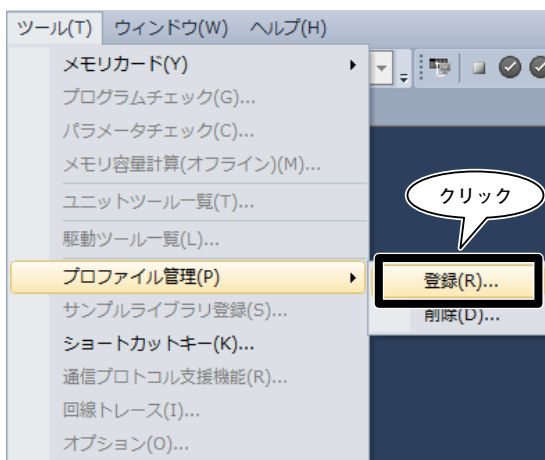 ツール(T) ウィンドウ(W) ヘルプ(H)
メモリカード(Y)
プログラムチェック(G)...
パラメータチェック(C)...
メモリ容量計算(オフライン)(M)...
ユニットツール一覧(T)...
クリック
駆動ツール一覧(L)...
プロファイル管理(P)
登録(R)...
サンプルライブラリ登録(S)...
削除(D)...
ショートカットキー(K)...
通信プロトコル支援機能(R)...
回線トレース(I)...
オプション(O)...